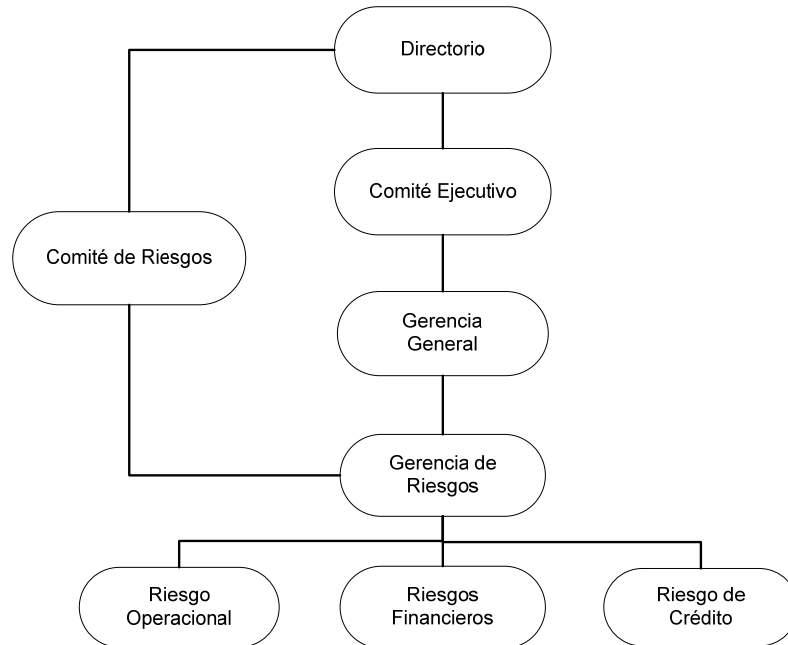 Directorio
Comité Ejecutivo
Comité de Riesgos
Gerencia
General
Gerencia de
Riesgos
Riesgo
Operacional
Riesgos
Financieros
Riesgo de
Crédito